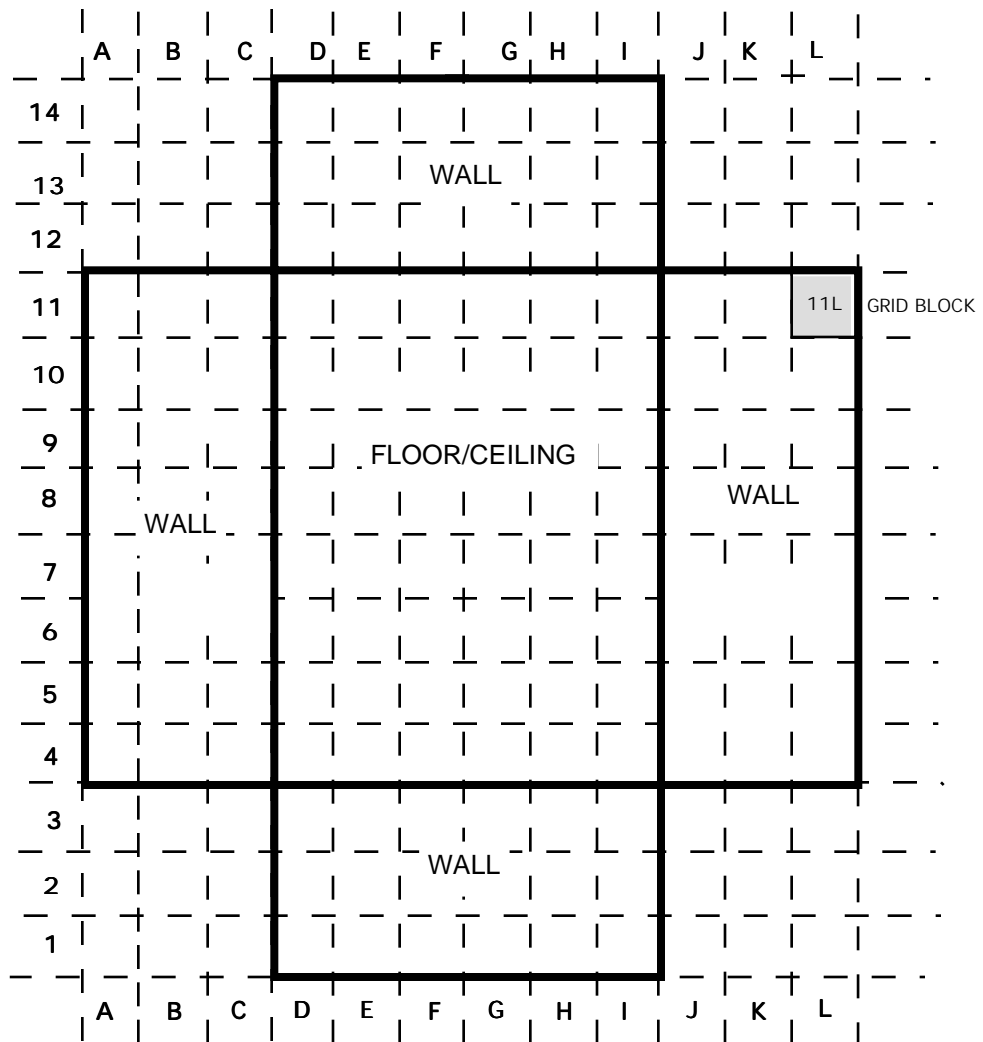 A B C D E F G H I J K L
14
13 WALL
12
11 11L GRID BLOCK
10
9 FLOOR/CEILING
8 WALL
WALL
7
6
5
4
3
2 WALL
1
A B C D E F G H I J K L